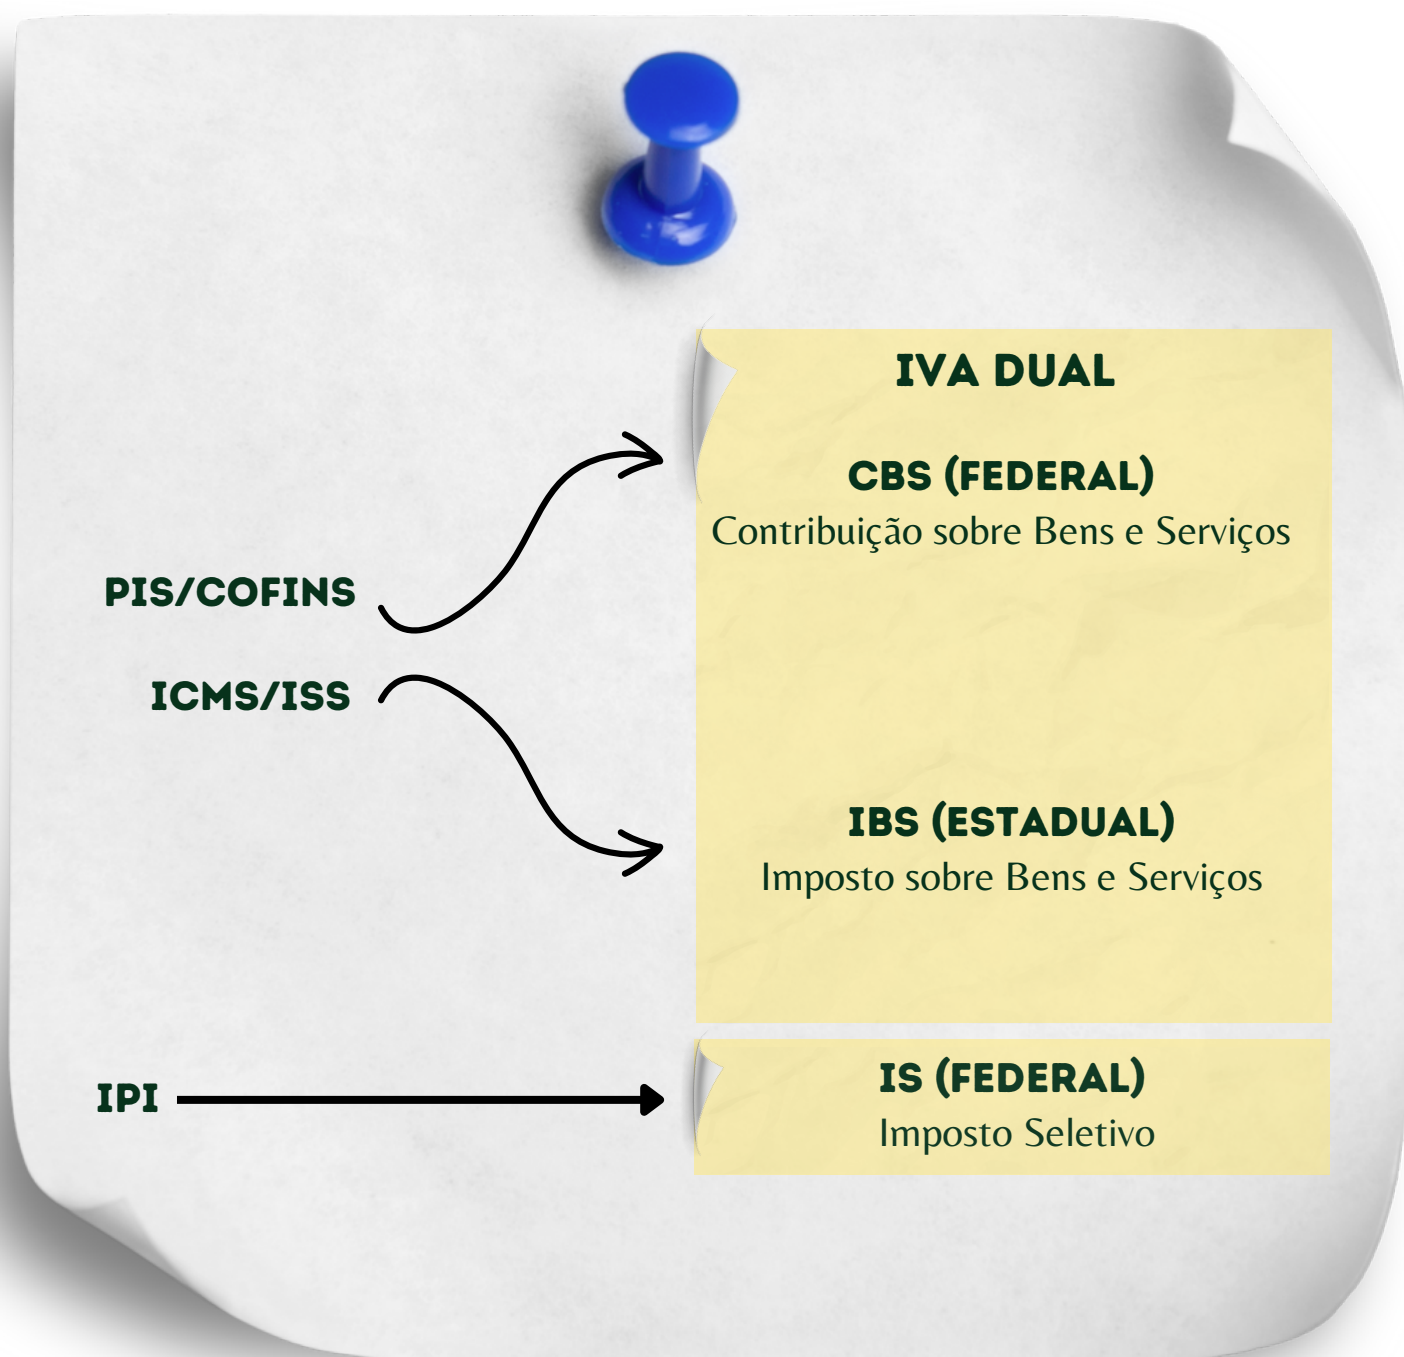 IVA DUAL
CBS (FEDERAL)
Contribuição sobre Bens e Serviços
PIS/COFINS
ICMS/ISS
IBS (ESTADUAL)
Imposto sobre Bens e Serviços
IPI
IS (FEDERAL)
Imposto Seletivo